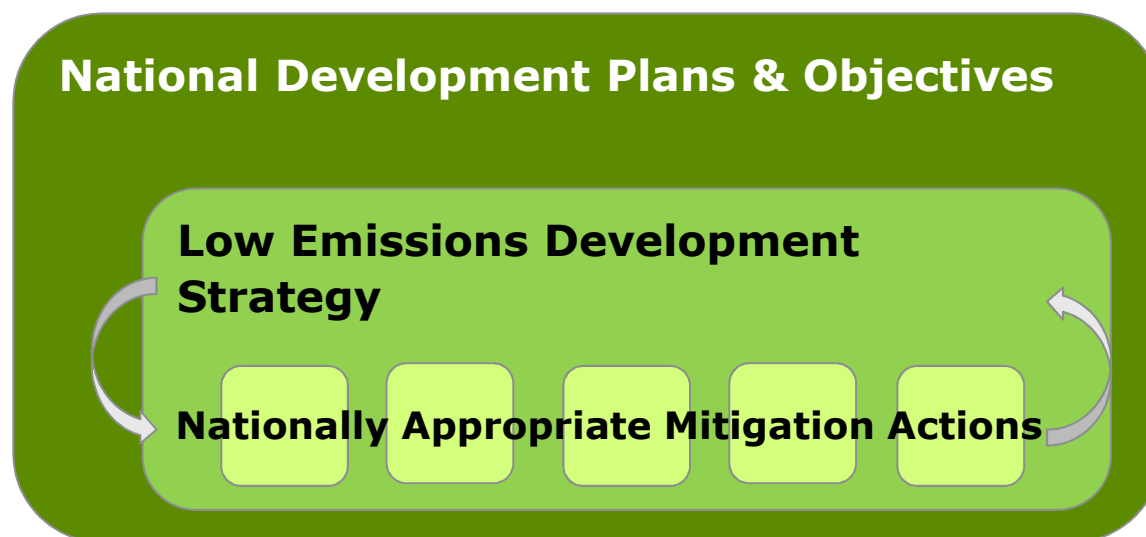 National Development Plans & Objectives
Low Emissions Development
Strategy
Nationally Appropriate Mitigation Actions